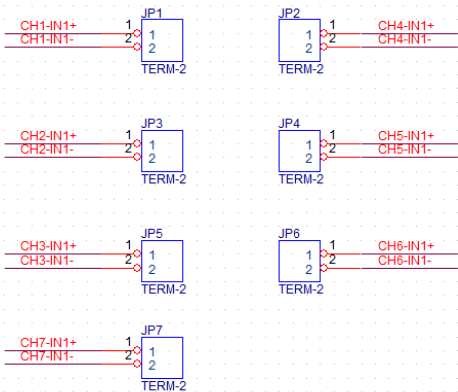 JP1
CH1-IN1+ 1 1
CH1-IN1- 2 2
TERM-2
JP2
1 1 CH4-IN1+
2 2 CH4-IN1-
TERM-2
JP3
CH2-IN1+ 1 1
CH2-IN1- 2 2
TERM-2
JP4
1 1 CH5-IN1+
2 2 CH5-IN1-
TERM-2
JP5
CH3-IN1+ 1 1
CH3-IN1- 2 2
TERM-2
JP6
1 1 CH6-IN1+
2 2 CH6-IN1-
TERM-2
JP7
CH7-IN1+ 1 1
CH7-IN1- 2 2
TERM-2